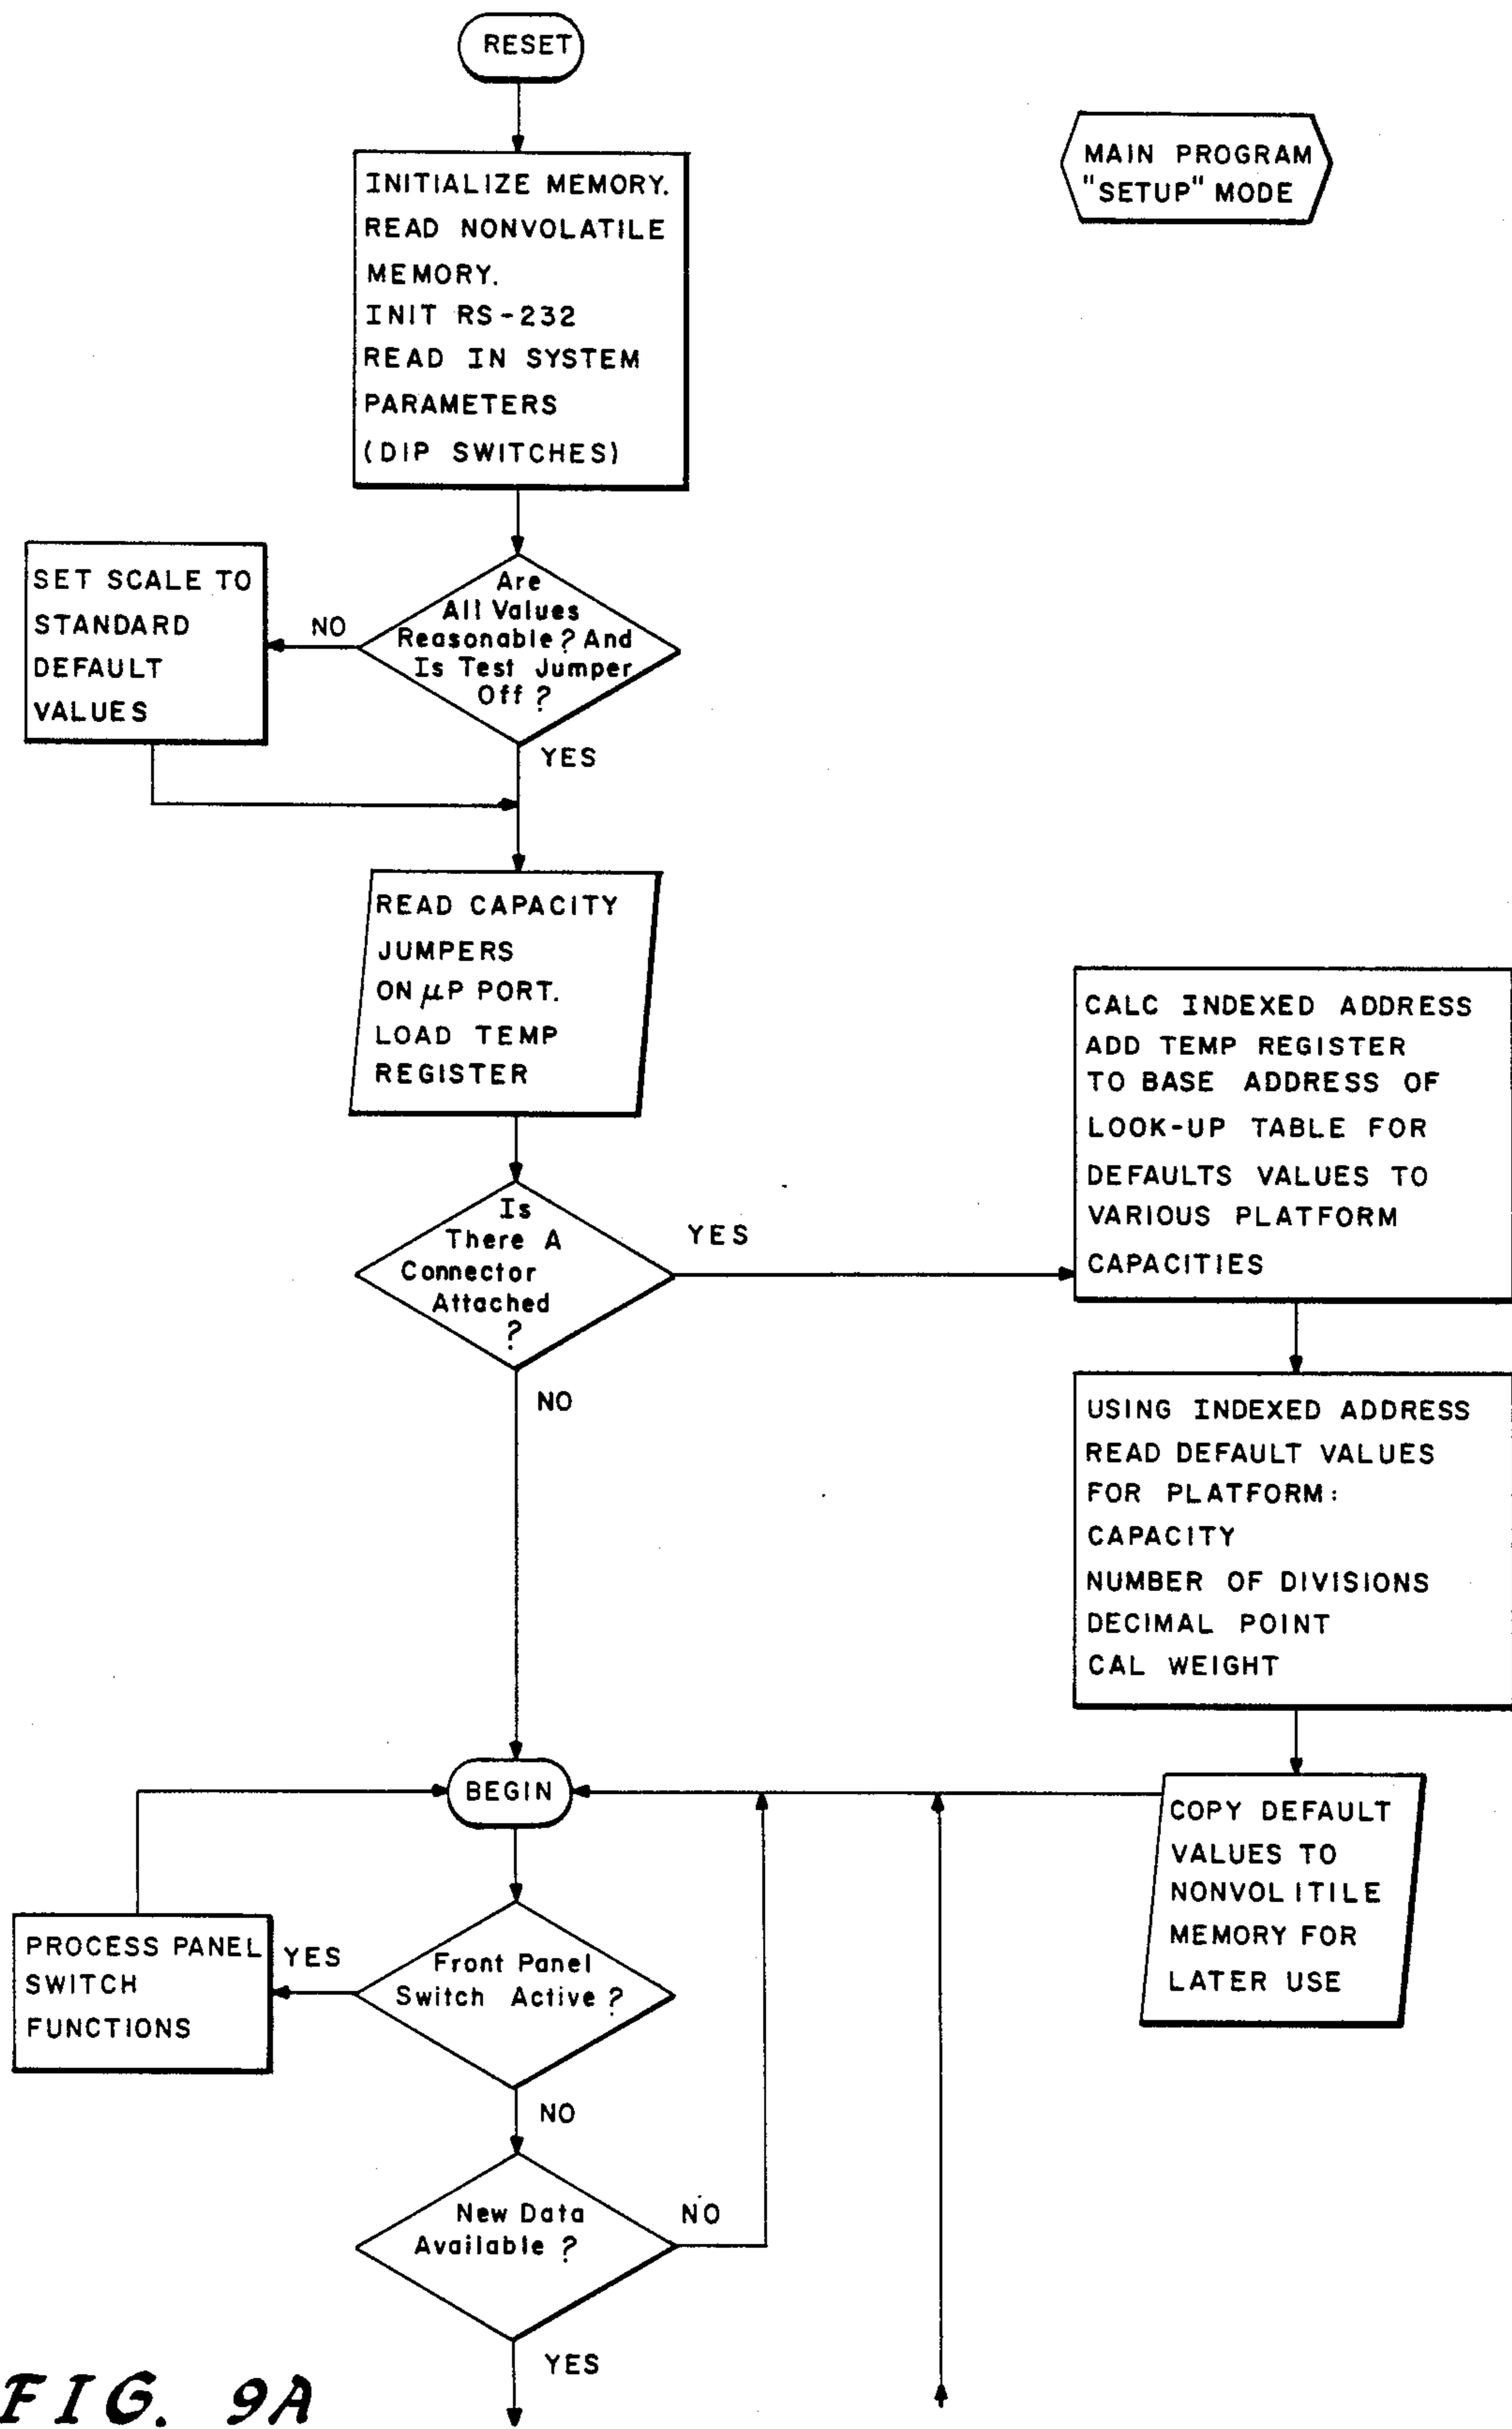 RESET
MAIN PROGRAM
"SETUP" MODE
INITIALIZE MEMORY.
READ NONVOLATILE
MEMORY.
INIT RS-232
READ IN SYSTEM
PARAMETERS
(DIP SWITCHES)
SET SCALE TO
STANDARD
DEFAULT
VALUES
NO
Are
All Values
Reasonable? And
Is Test Jumper
Off?
YES
READ CAPACITY
JUMPERS
ON µP PORT.
LOAD TEMP
REGISTER
Is
There A
Connector
Attached
?
YES
NO
CALC INDEXED ADDRESS
ADD TEMP REGISTER
TO BASE ADDRESS OF
LOOK-UP TABLE FOR
DEFAULTS VALUES TO
VARIOUS PLATFORM
CAPACITIES
USING INDEXED ADDRESS
READ DEFAULT VALUES
FOR PLATFORM:
CAPACITY
NUMBER OF DIVISIONS
DECIMAL POINT
CAL WEIGHT
COPY DEFAULT
VALUES TO
NONVOLITILE
MEMORY FOR
LATER USE
BEGIN
PROCESS PANEL
SWITCH
FUNCTIONS
YES
Front Panel
Switch Active?
NO
New Data
Available?
NO
YES
FIG. 9A